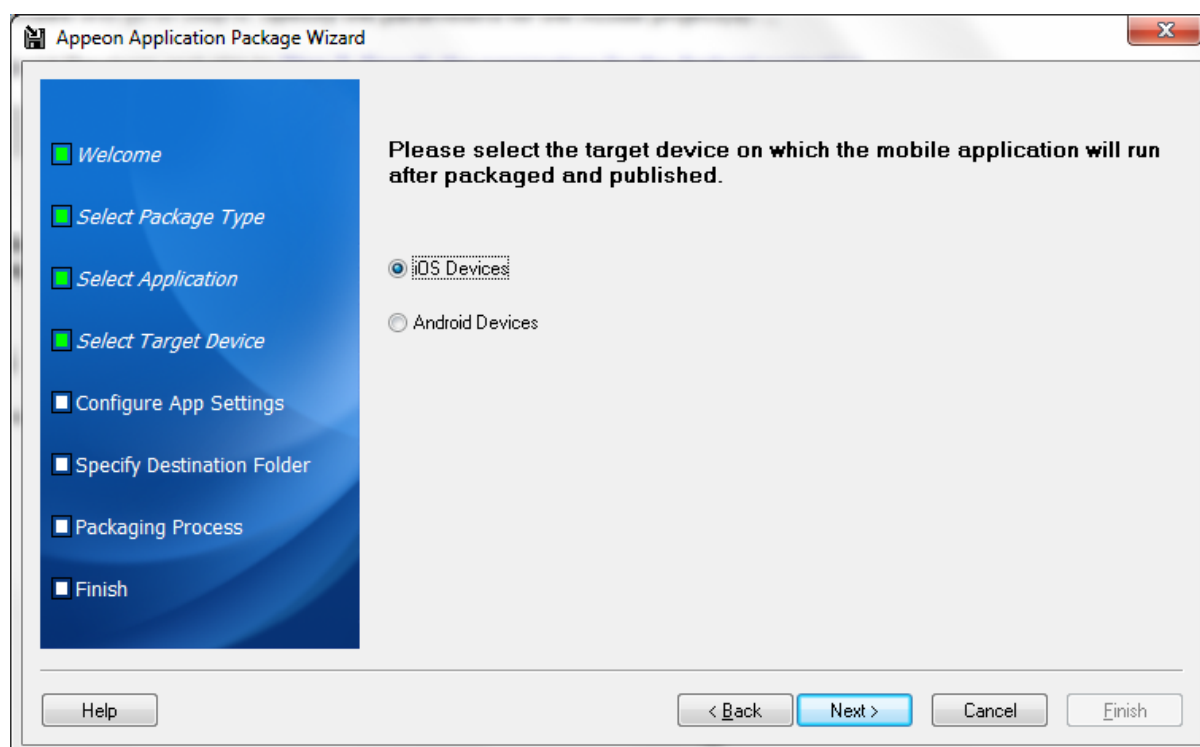 Appeon Application Package Wizard
Welcome
Select Package Type
Select Application
Select Target Device
Configure App Settings
Specify Destination Folder
Packaging Process
Finish
Please select the target device on which the mobile application will run
after packaged and published.
iOS Devices
Android Devices
Help
< Back
Next >
Cancel
Finish